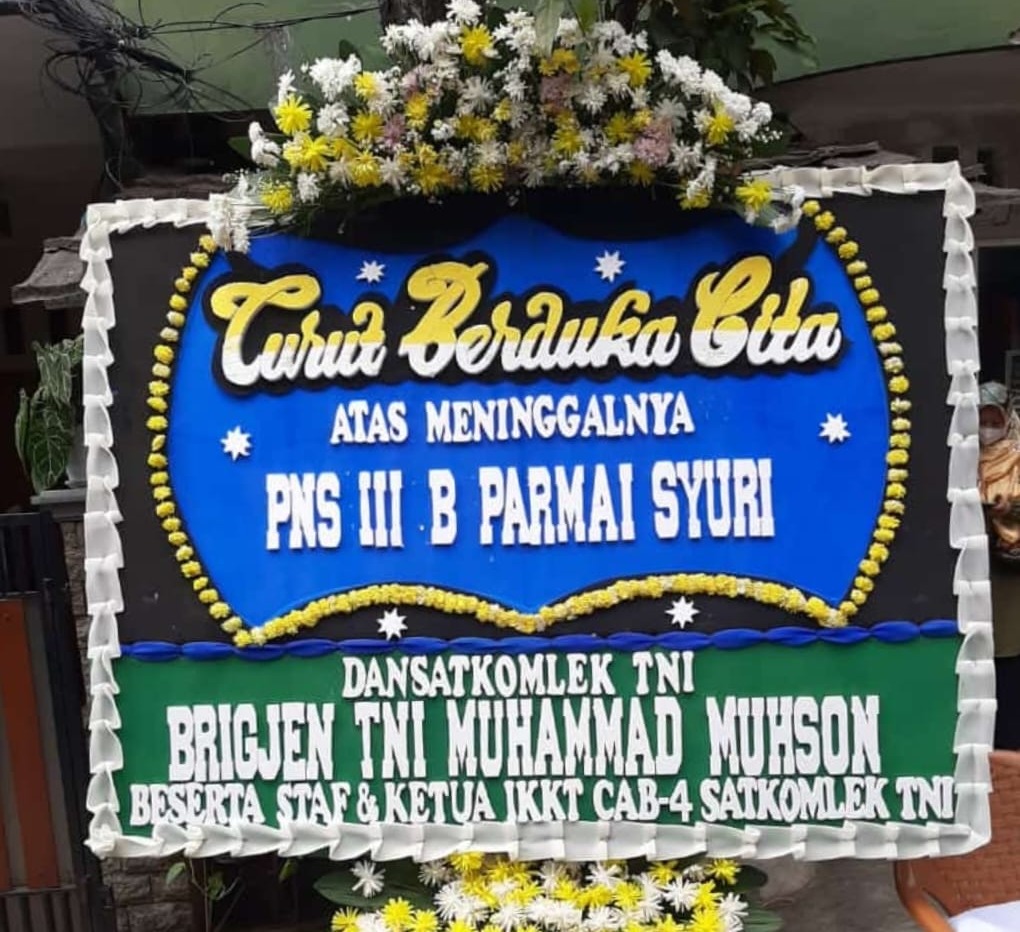 Turut Berduka Cita
ATAS MENINGGALNYA
PNS III B PARMAI SYURI
DANSATKOMLEK TNI
BRIGJEN TNI MUHAMMAD MUHSON
BESERTA STAF & KETUA IKKT CAB-4 SATKOMLEK TNI